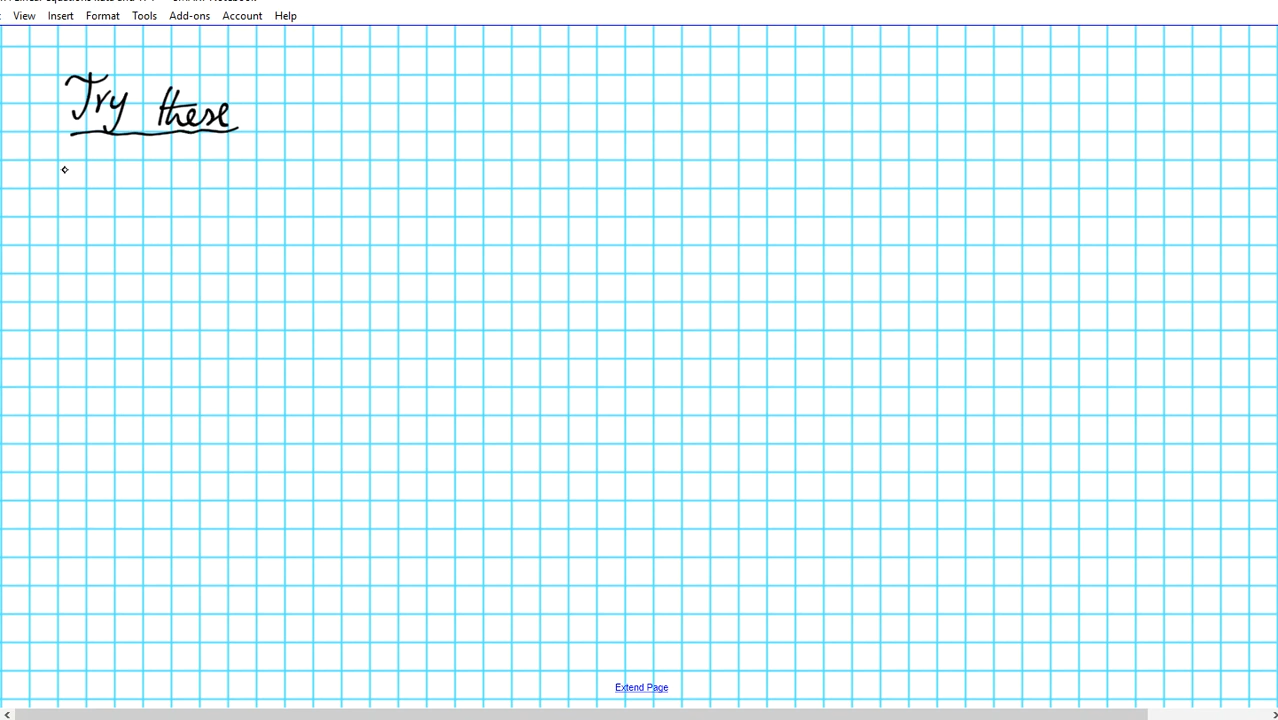 View Insert Format Tools Add-ons Account Help
Try these
Extend Page